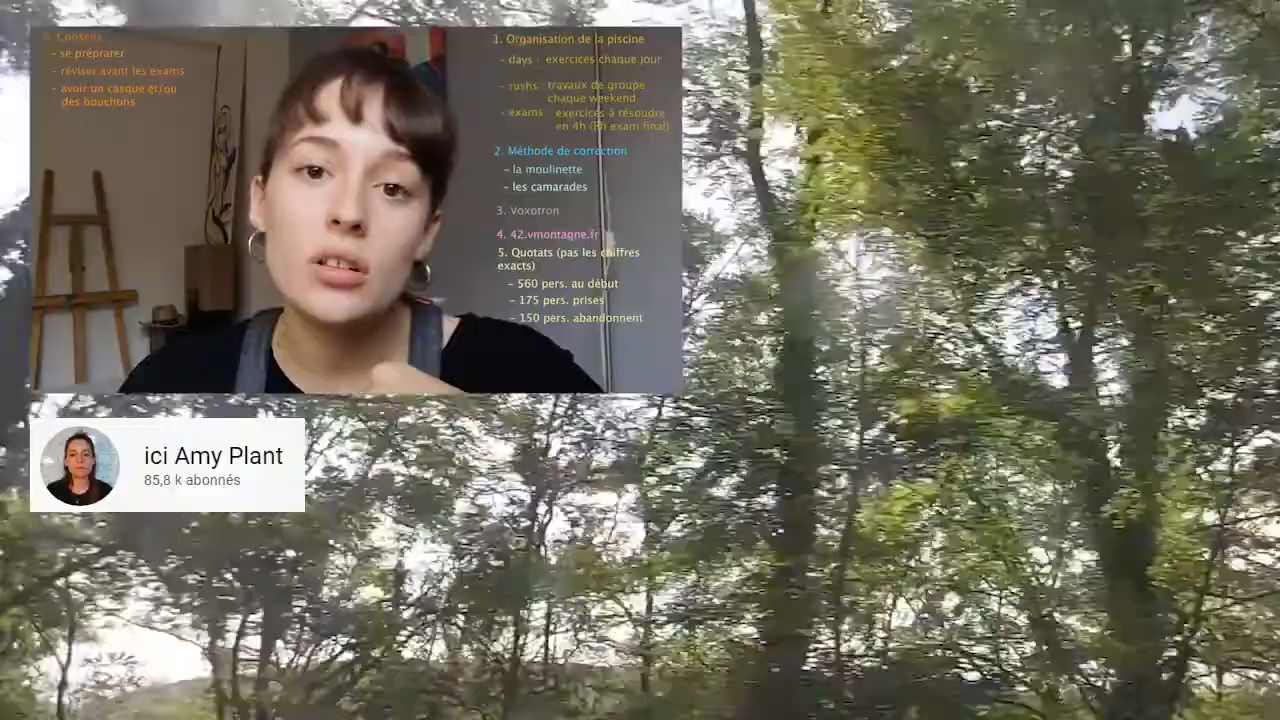 6. Conseils
- se préprarer
- réviser avant les exams
- avoir un casque et/ou
des bouchons
1. Organisation de la piscine
- days : exercices chaque jour
- rushs travaux de groupe
chaque weekend
- exams exercices à résoudre
en 4h (8h exam final)
2. Méthode de correction
- la moulinette
- les camarades
3. Voxotron
4. 42.vmontagne.fr
5. Quotats (pas les chiffres
exacts)
- 560 pers. au début
- 175 pers. prises
- 150 pers. abandonnent
ici Amy Plant
85,8 k abonnés